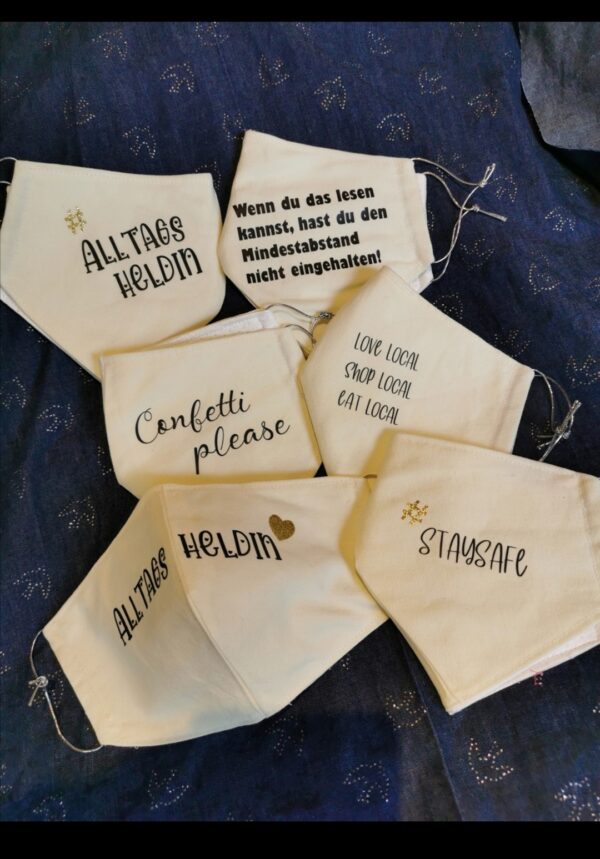 ALLTAGS
HELDIN
Wenn du das lesen
kannst, hast du den
Mindestabstand
nicht eingehalten!
LOVE LOCAL
SHOP LOCAL
EAT LOCAL
Confetti
please
STAYSAFE
ALLTAGS HELDIN